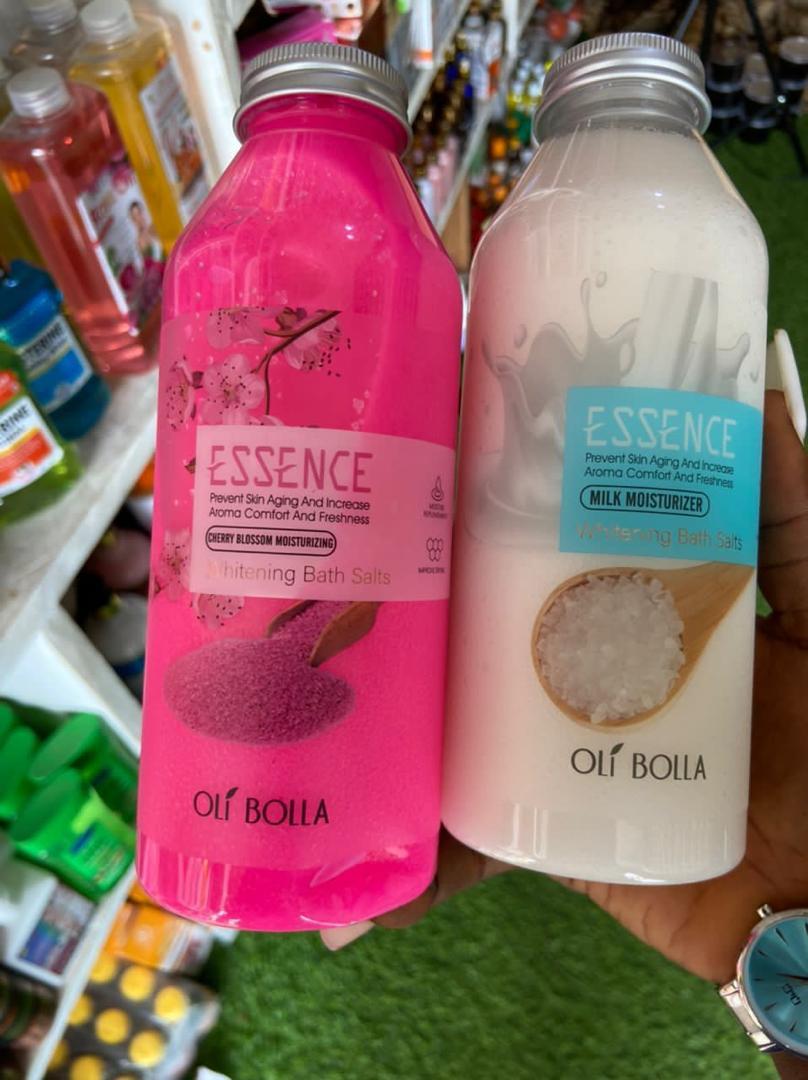 ESSENCE
Prevent Skin Aging And Increase
Aroma Comfort And Freshness
CHERRY BLOSSOM MOISTURIZING
Whitening Bath Salts
OLI BOLLA
ESSENCE
Prevent Skin Aging And Increase
Aroma Comfort And Freshness
MILK MOISTURIZER
Whitening Bath Salts
OLI BOLLA